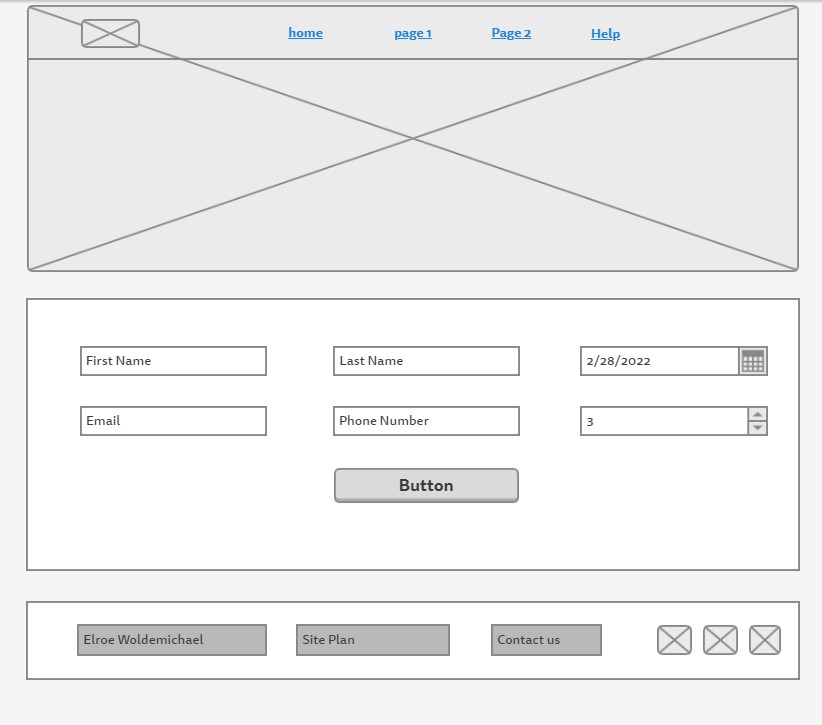 home page 1 Page 2 Help
First Name Last Name 2/28/2022
Email Phone Number 3
Button
Elroe Woldemichael Site Plan Contact us